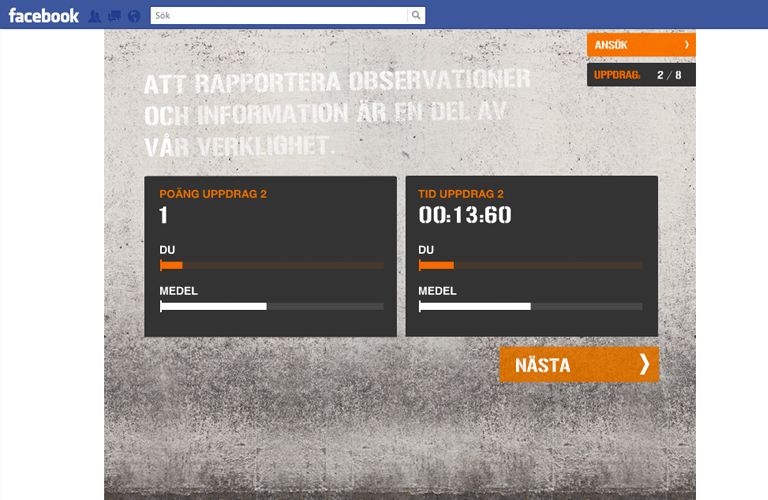 facebook
Sök
ANSÖK
UPPDRAG: 2 / 8
ATT RAPPORTERA OBSERVATIONER
OCH INFORMATION ÄR EN DEL AV
VÅR VERKLIGHET.
POÄNG UPPDRAG 2
1
DU
MEDEL
TID UPPDRAG 2
00:13:60
DU
MEDEL
NÄSTA